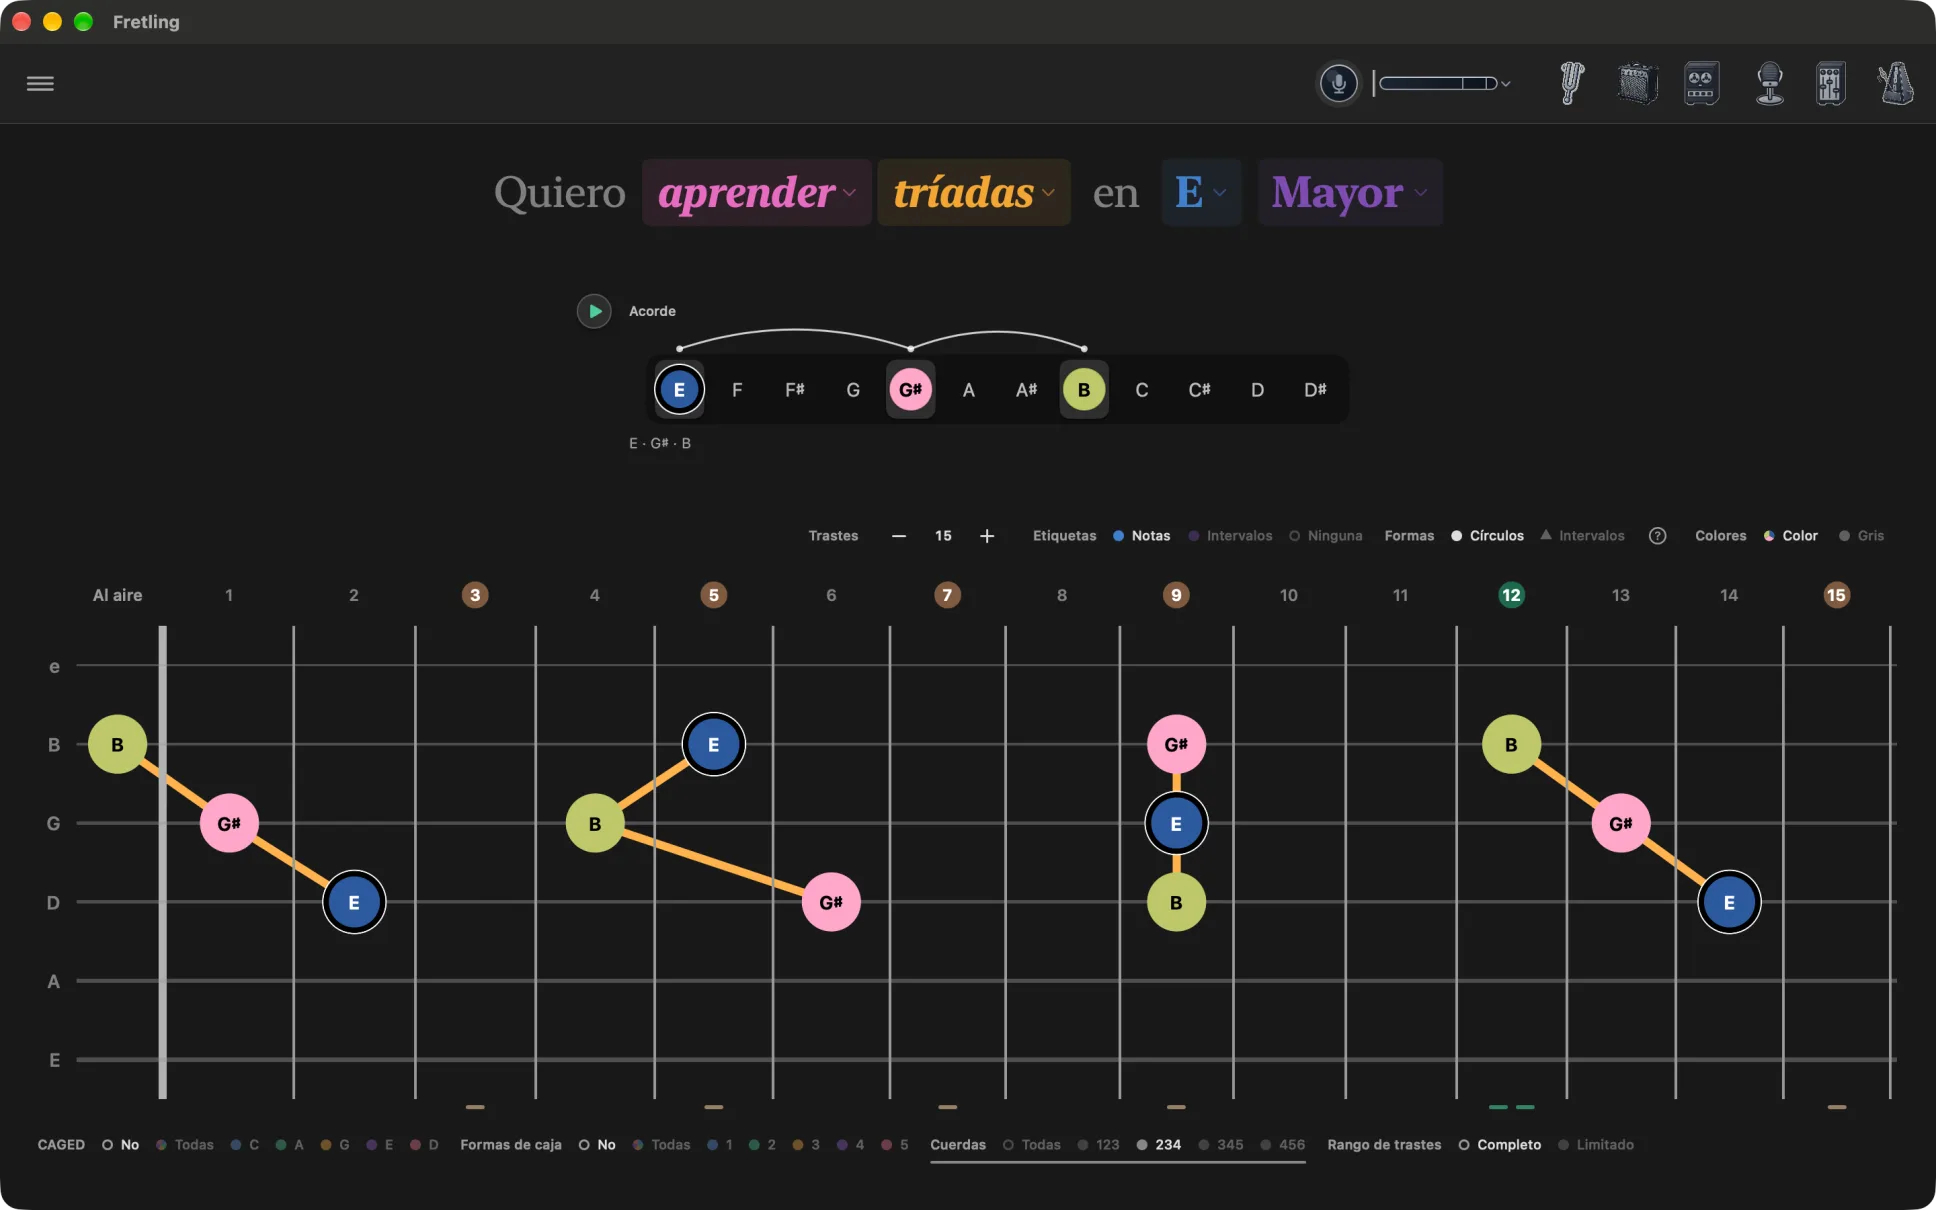 Fretling
Quiero aprender tríadas en E Mayor
Acorde
E F F# G G# A A# B C C# D D#
E · G# · B
Trastes − 15 + Etiquetas Notas Intervalos Ninguna Formas Círculos Intervalos ? Colores Color Gris
Al aire 1 2 3 4 5 6 7 8 9 10 11 12 13 14 15
e
B B E G# B
G G# B E G#
D E G# B E
A
E
CAGED No Todas C A G E D Formas de caja No Todas 1 2 3 4 5 Cuerdas Todas 123 234 345 456 Rango de trastes Completo Limitado